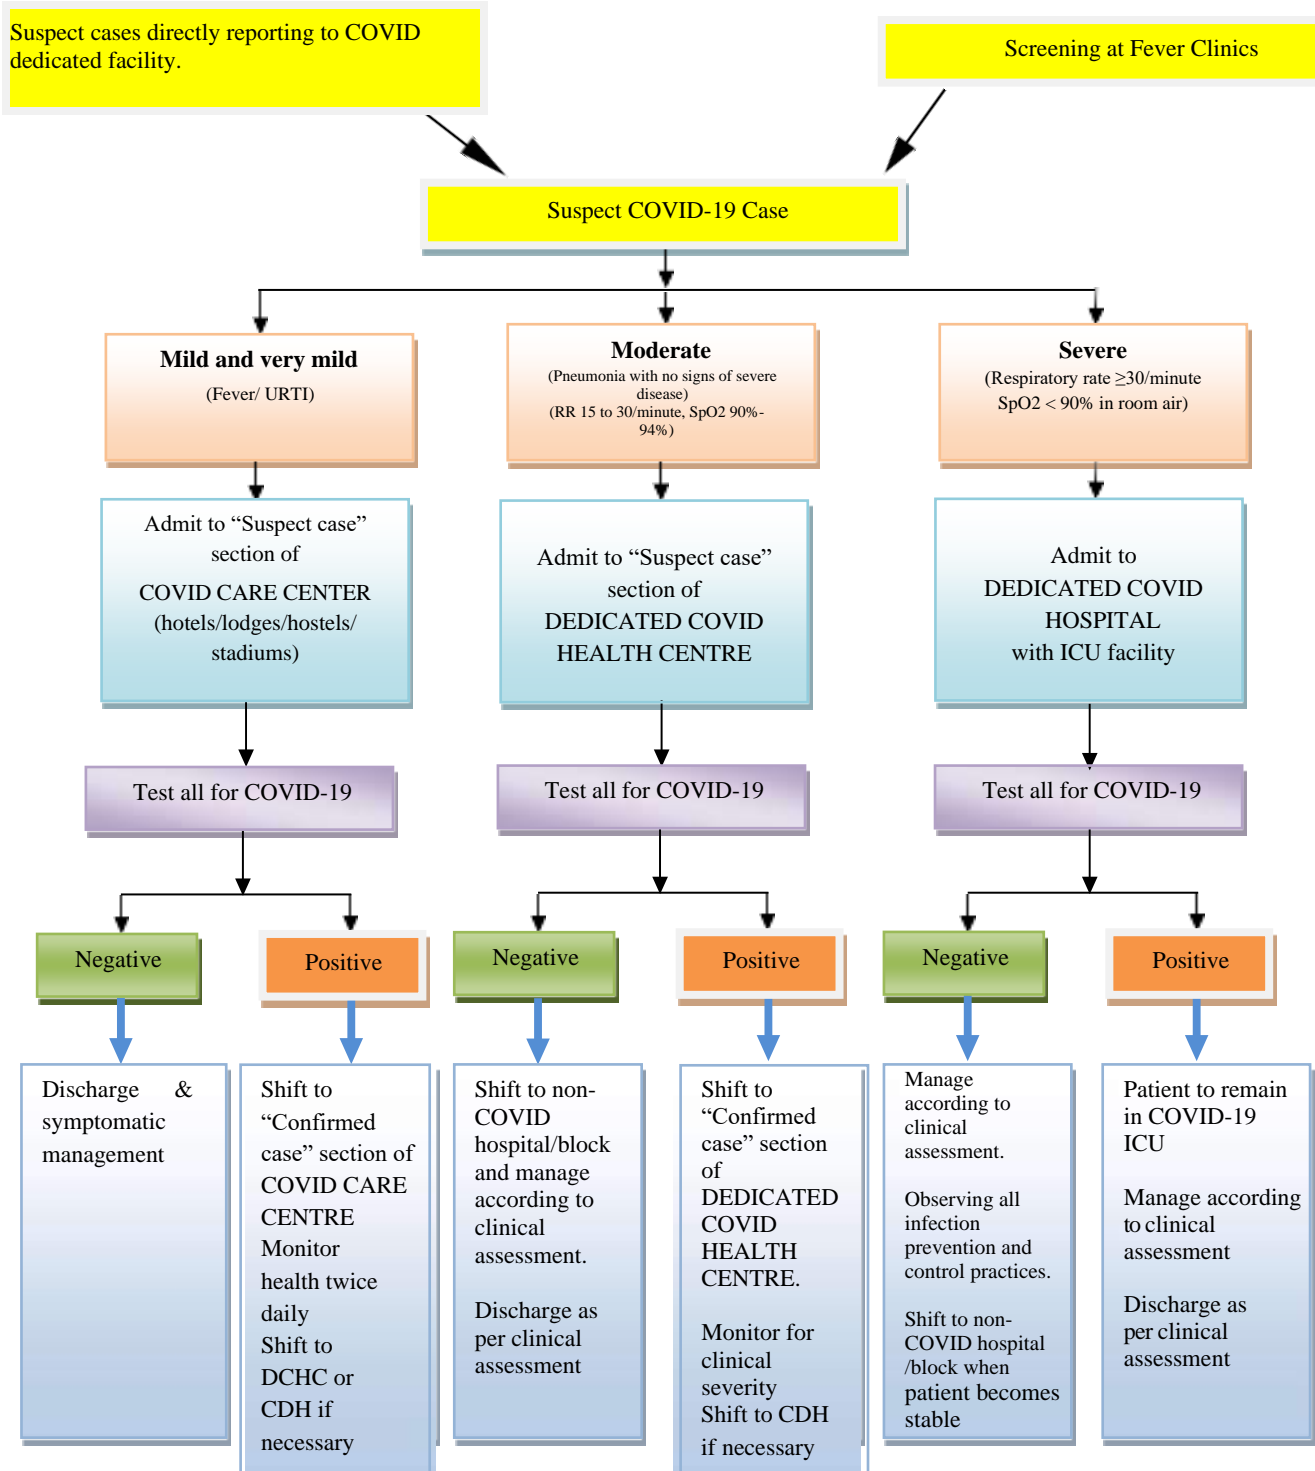 Suspect cases directly reporting to COVID
dedicated facility.
Screening at Fever Clinics
Suspect COVID-19 Case
Mild and very mild
(Fever/ URTI)
Moderate
(Pneumonia with no signs of severe
disease)
(RR 15 to 30/minute, SpO2 90%-
94%)
Severe
(Respiratory rate ≥30/minute
SpO2 < 90% in room air)
Admit to “Suspect case”
section of
COVID CARE CENTER
(hotels/lodges/hostels/
stadiums)
Admit to “Suspect case”
section of
DEDICATED COVID
HEALTH CENTRE
Admit to
DEDICATED COVID
HOSPITAL
with ICU facility
Test all for COVID-19
Test all for COVID-19
Test all for COVID-19
Negative
Positive
Negative
Positive
Negative
Positive
Discharge &
symptomatic
management
Shift to
“Confirmed
case” section of
COVID CARE
CENTRE
Monitor
health twice
daily
Shift to
DCHC or
CDH if
necessary
Shift to non-
COVID
hospital/block
and manage
according to
clinical
assessment.
Discharge as
per clinical
assessment
Shift to
“Confirmed
case” section
of
DEDICATED
COVID
HEALTH
CENTRE.
Monitor for
clinical
severity
Shift to CDH
if necessary
Manage
according to
clinical
assessment.
Observing all
infection
prevention and
control practices.
Shift to non-
COVID hospital
/block when
patient becomes
stable
Patient to remain
in COVID-19
ICU
Manage according
to clinical
assessment
Discharge as
per clinical
assessment